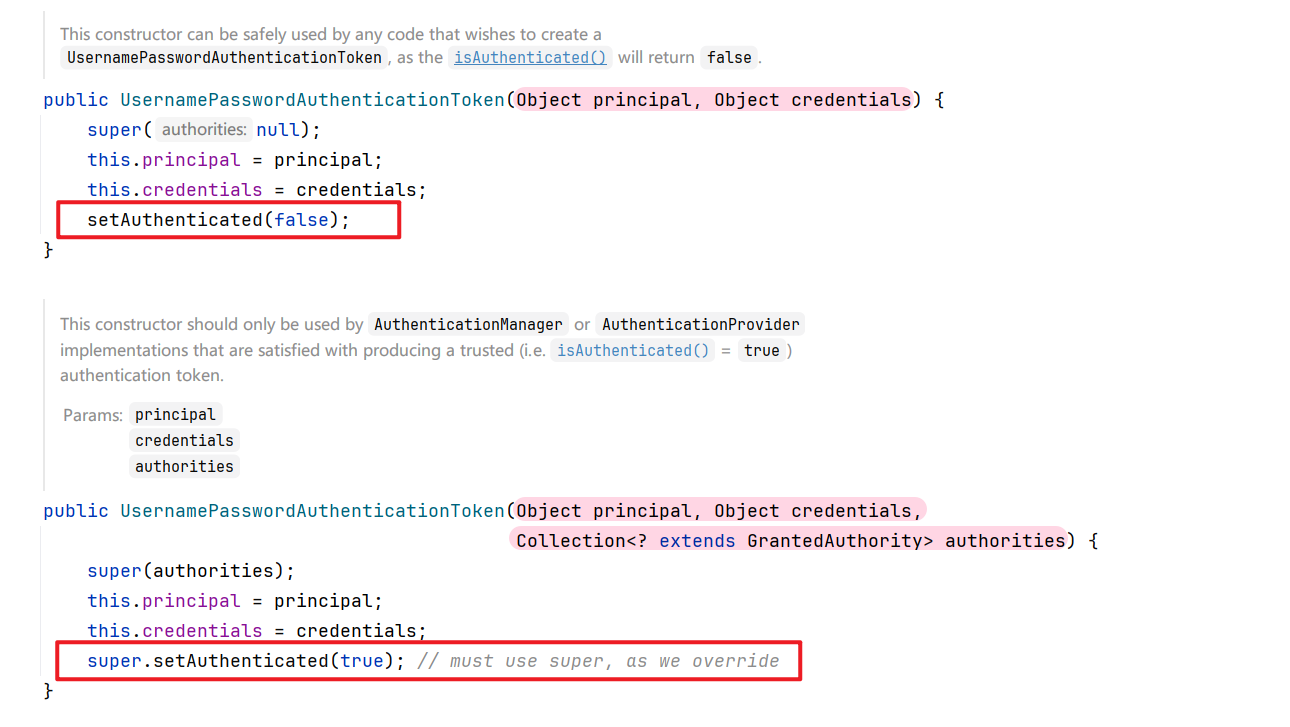 This constructor can be safely used by any code that wishes to create a
UsernamePasswordAuthenticationToken, as the isAuthenticated() will return false.
public UsernamePasswordAuthenticationToken(Object principal, Object credentials) {
super( authorities: null);
this.principal = principal;
this.credentials = credentials;
setAuthenticated(false);
}
This constructor should only be used by AuthenticationManager or AuthenticationProvider
implementations that are satisfied with producing a trusted (i.e. isAuthenticated() = true)
authentication token.
Params: principal
credentials
authorities
public UsernamePasswordAuthenticationToken(Object principal, Object credentials,
Collection<? extends GrantedAuthority> authorities) {
super(authorities);
this.principal = principal;
this.credentials = credentials;
super.setAuthenticated(true); // must use super, as we override
}